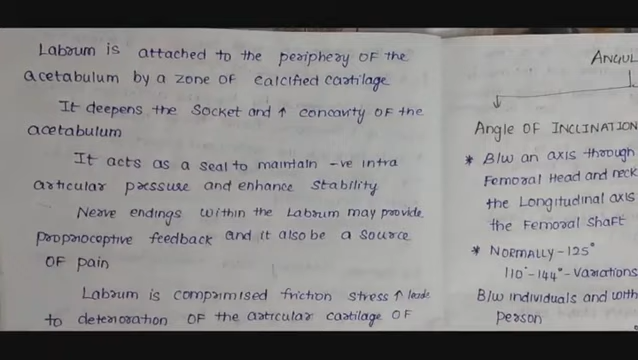 Labrum is attached to the periphery OF the
acetabulum by a zone OF calcified cartilage
It deepens the Socket and ↑ concavity OF the
acetabulum
It acts as a seal to maintain -ve intra
articular pressure and enhance stability
Nerve endings within the Labrum may provide
proprioceptive feedback and it also be a source
OF pain
Labrum is comprimised friction stress ↑ leads
to deterioration OF the articular cartilage OF
ANGUL
Angle OF INCLINATION
* B/w an axis through
Femoral Head and neck
the Longitudinal axis
the Femoral Shaft
* NORMALLY - 125°
110° - 144° - Variations
B/w individuals and with
person